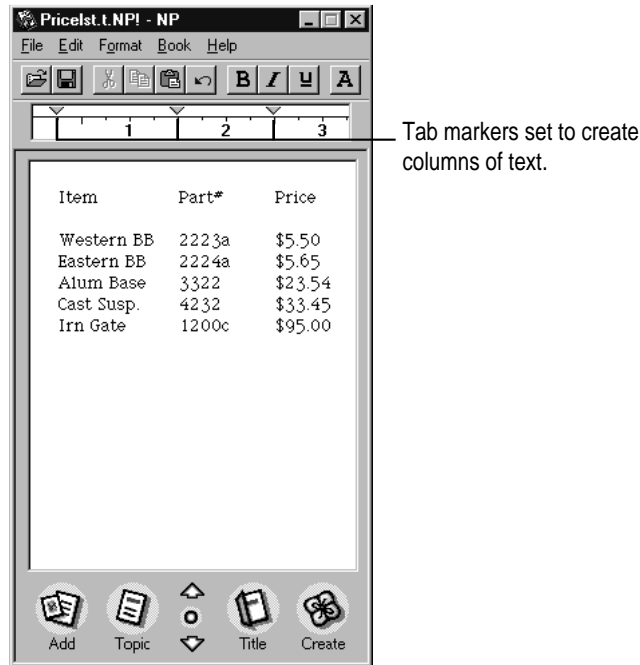 Pricelst.t.NP! - NP
File Edit Format Book Help
B I U A
1 2 3
Tab markers set to create
columns of text.
Item Part# Price
Western BB 2223a $5.50
Eastern BB 2224a $5.65
Alum Base 3322 $23.54
Cast Susp. 4232 $33.45
Irn Gate 1200c $95.00
Add Topic Title Create